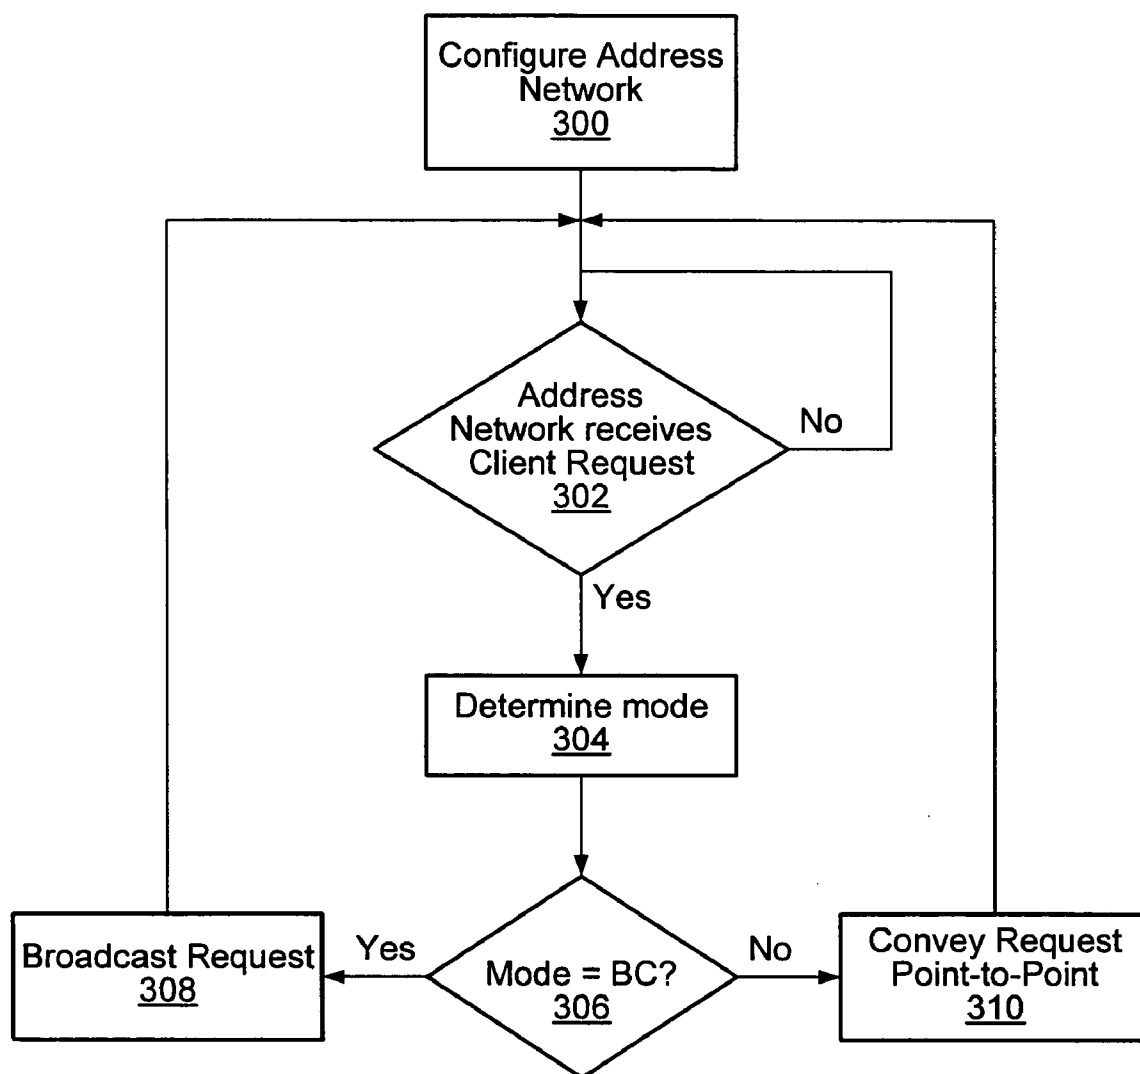 Configure Address
Network
300
Address
Network receives
Client Request
302
No
Yes
Determine mode
304
Broadcast Request
308
Yes
Mode = BC?
306
No
Convey Request
Point-to-Point
310